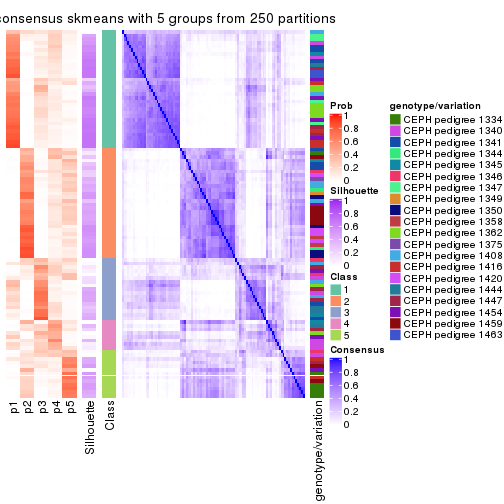 consensus skmeans with 5 groups from 250 partitions
Prob
1
0.8
0.6
0.4
0.2
0
Silhouette
1
0.8
0.6
0.4
0.2
0
Class
1
2
3
4
5
Consensus
1
0.8
0.6
0.4
0.2
0
genotype/variation
CEPH pedigree 1334
CEPH pedigree 1340
CEPH pedigree 1341
CEPH pedigree 1344
CEPH pedigree 1345
CEPH pedigree 1346
CEPH pedigree 1347
CEPH pedigree 1349
CEPH pedigree 1350
CEPH pedigree 1358
CEPH pedigree 1362
CEPH pedigree 1375
CEPH pedigree 1408
CEPH pedigree 1416
CEPH pedigree 1420
CEPH pedigree 1444
CEPH pedigree 1447
CEPH pedigree 1454
CEPH pedigree 1459
CEPH pedigree 1463
p1
p2
p3
p4
p5
Silhouette
Class
genotype/variation